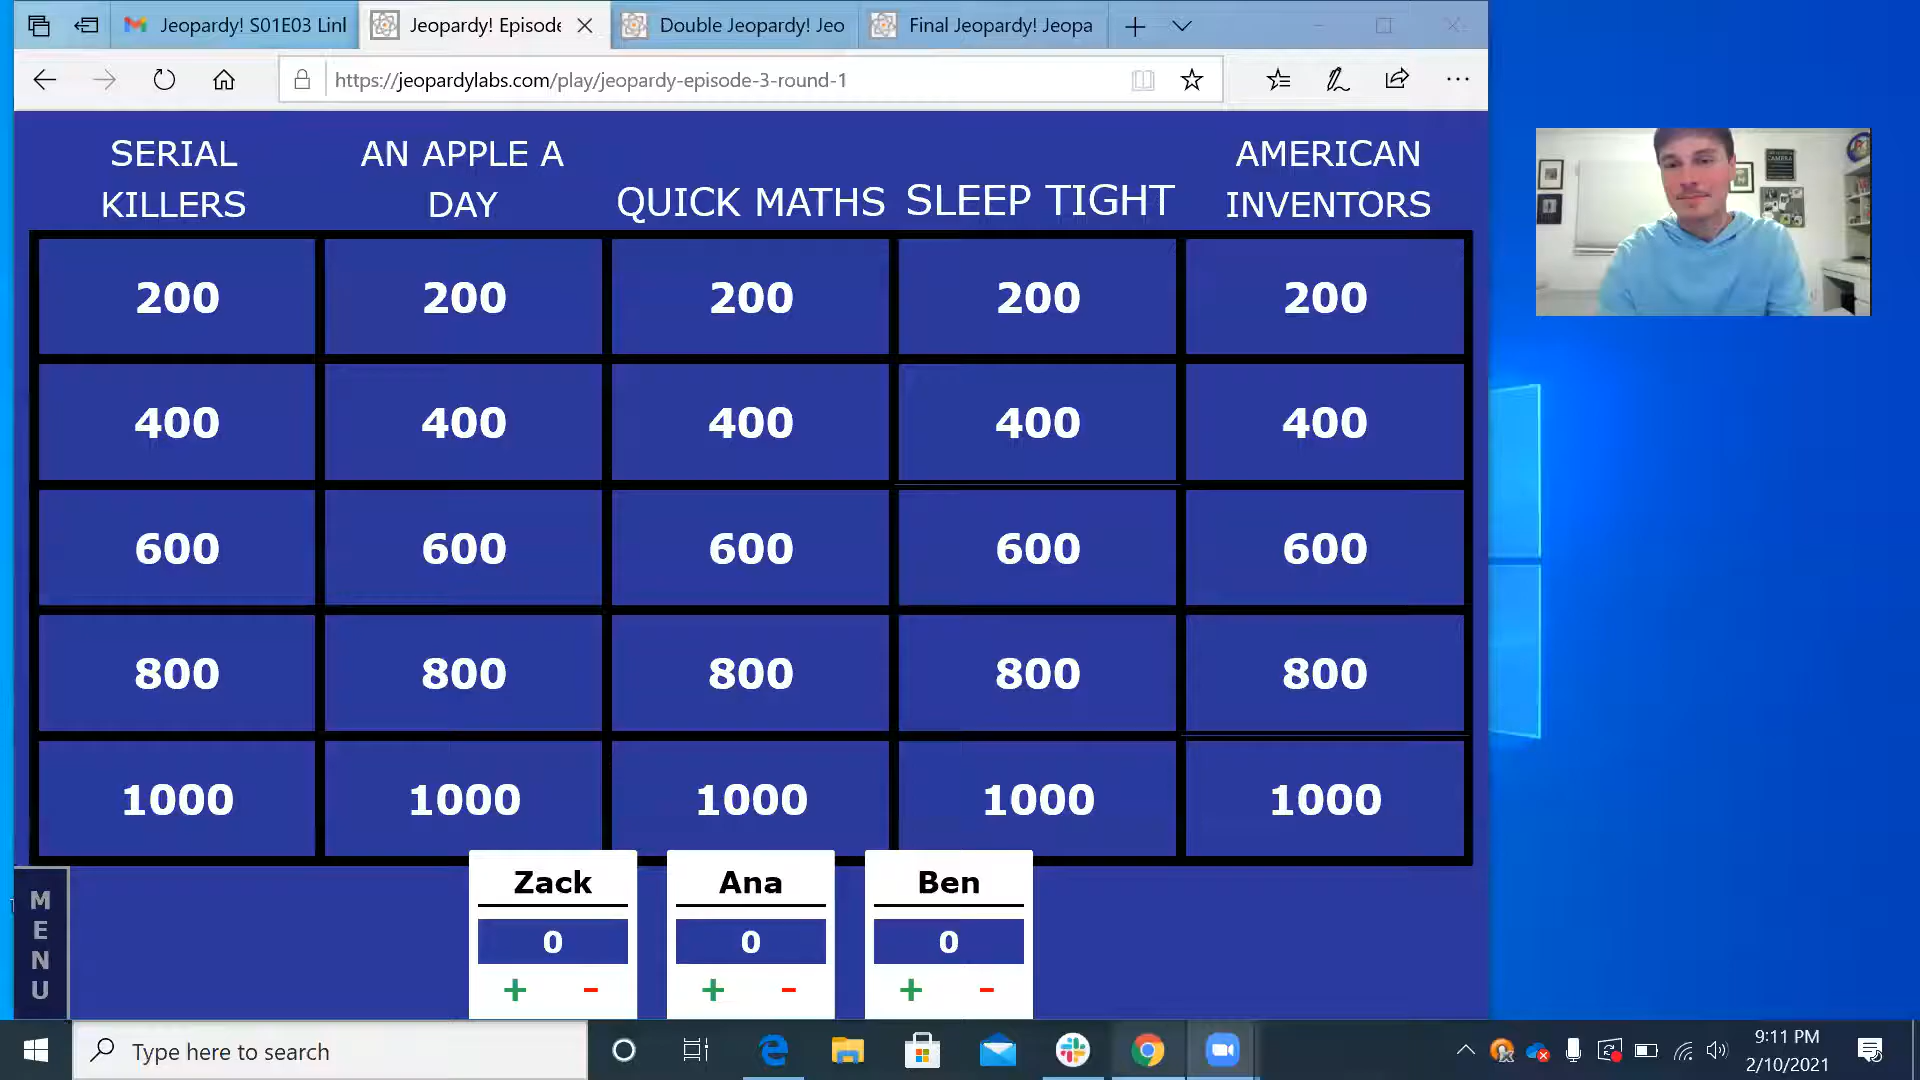 Jeopardy! S01E03 Linl
Jeopardy! Episode
Double Jeopardy! Jeo
Final Jeopardy! Jeopa
https://jeopardylabs.com/play/jeopardy-episode-3-round-1
SERIAL KILLERS
AN APPLE A DAY
QUICK MATHS
SLEEP TIGHT
AMERICAN INVENTORS
200 200 200 200 200
400 400 400 400 400
600 600 600 600 600
800 800 800 800 800
1000 1000 1000 1000 1000
MENU
Zack Ana Ben
0 0 0
+ - + - + -
Type here to search
9:11 PM
2/10/2021